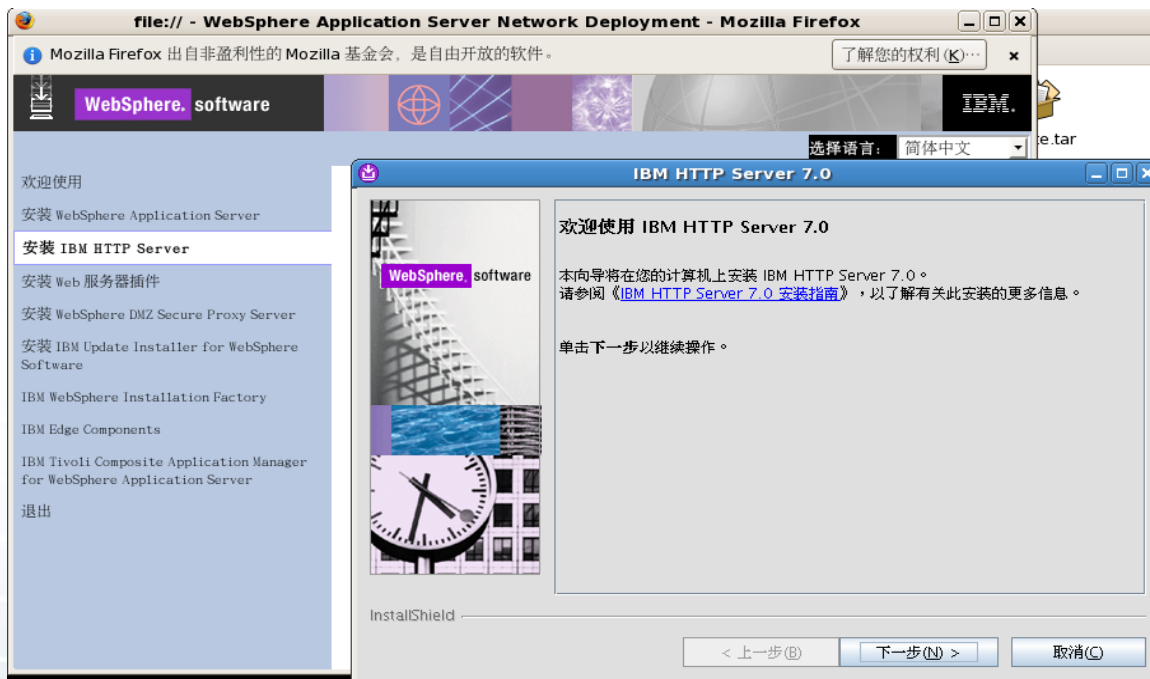 file:// - WebSphere Application Server Network Deployment - Mozilla Firefox
Mozilla Firefox 出自非盈利性的 Mozilla 基金会，是自由开放的软件。
了解您的权利(K)…
WebSphere. software
IBM.
te.tar
选择语言： 简体中文
欢迎使用
安装 WebSphere Application Server
安装 IBM HTTP Server
安装 Web 服务器插件
安装 WebSphere DMZ Secure Proxy Server
安装 IBM Update Installer for WebSphere
Software
IBM WebSphere Installation Factory
IBM Edge Components
IBM Tivoli Composite Application Manager
for WebSphere Application Server
退出
IBM HTTP Server 7.0
WebSphere. software
欢迎使用 IBM HTTP Server 7.0
本向导将在您的计算机上安装 IBM HTTP Server 7.0。
请参阅《IBM HTTP Server 7.0 安装指南》，以了解有关此安装的更多信息。
单击下一步以继续操作。
InstallShield
< 上一步(B)
下一步(N) >
取消(C)